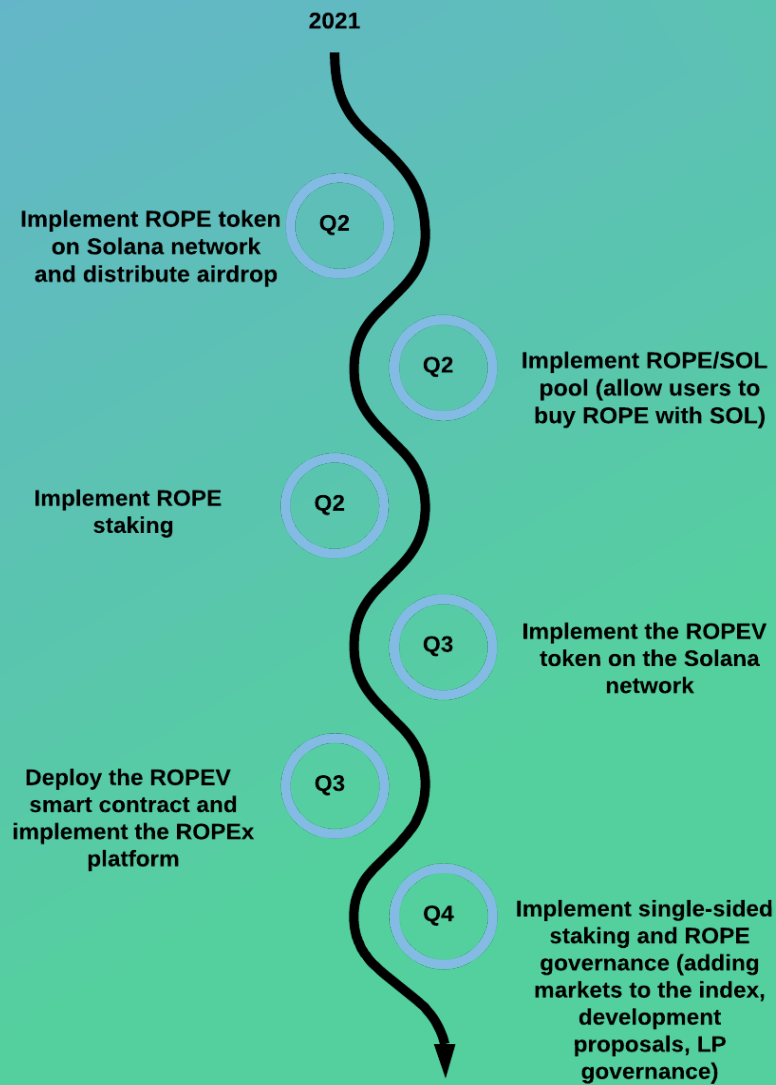 2021
Q2
Implement ROPE token
on Solana network
and distribute airdrop
Q2
Implement ROPE/SOL
pool (allow users to
buy ROPE with SOL)
Q2
Implement ROPE
staking
Q3
Implement the ROPEV
token on the Solana
network
Q3
Deploy the ROPEV
smart contract and
implement the ROPEx
platform
Q4
Implement single-sided
staking and ROPE
governance (adding
markets to the index,
development
proposals, LP
governance)